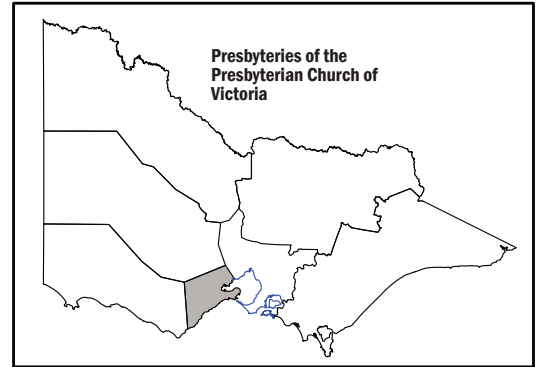 Presbyteries of the
Presbyterian Church of
Victoria